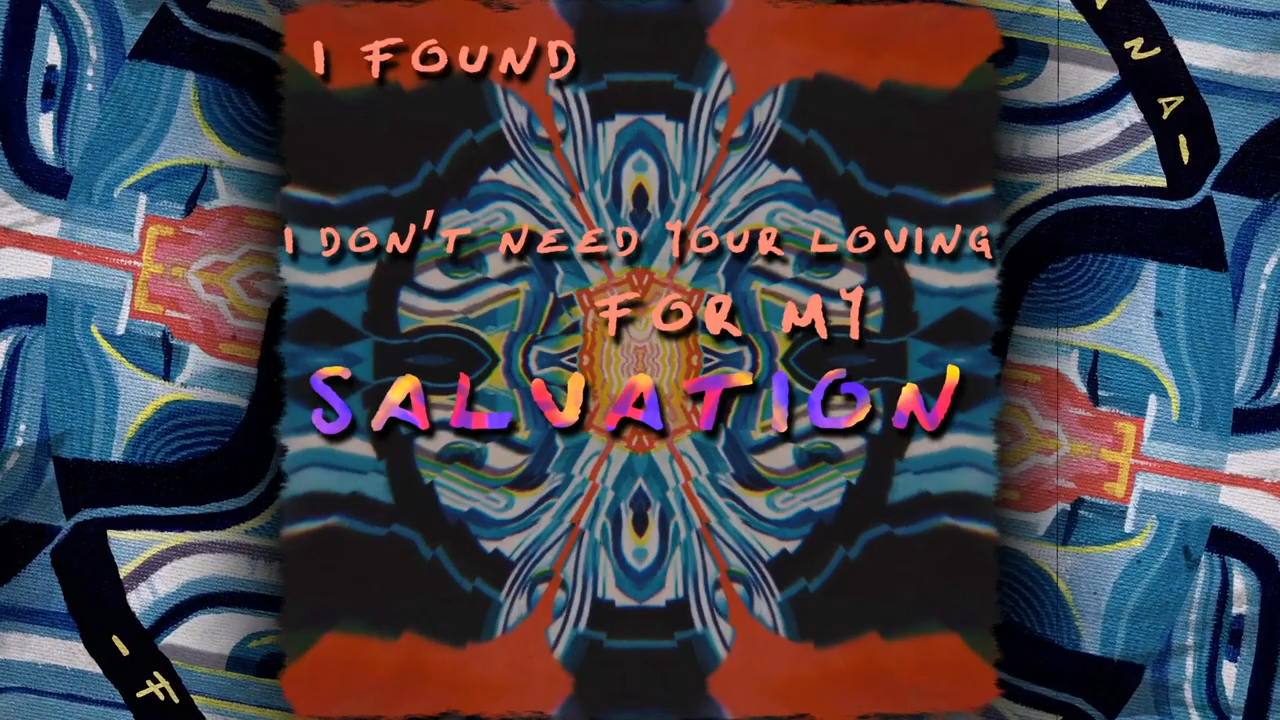 I FOUND
I DON'T NEED YOUR LOVING
FOR MY
SALVATION